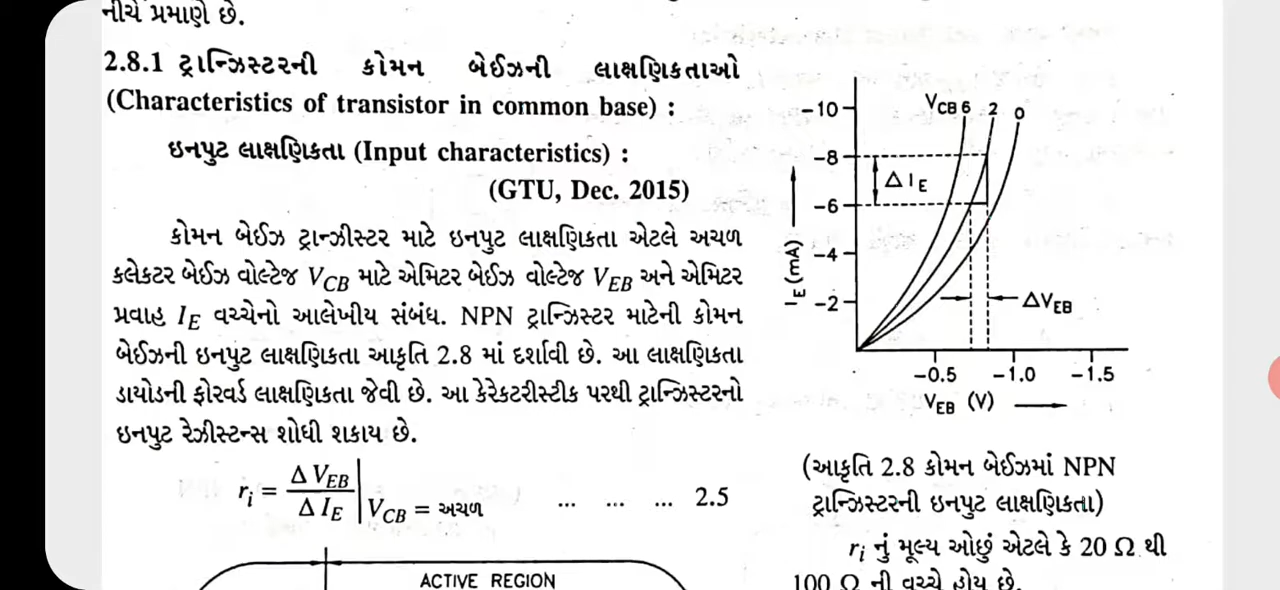 નીચે પ્રમાણે છે.
2.8.1 ટ્રાન્ઝિસ્ટરની કોમન બેઈઝની લાક્ષણિકતાઓ
(Characteristics of transistor in common base) :
ઇનપુટ લાક્ષણિકતા (Input characteristics) :
(GTU, Dec. 2015)
કોમન બેઈઝ ટ્રાન્ઝીસ્ટર માટે ઇનપુટ લાક્ષણિકતા એટલે અચળ
કલેકટર બેઈઝ વોલ્ટેજ VCB માટે એમિટર બેઈઝ વોલ્ટેજ VEB અને એમિટર
પ્રવાહ IE વચ્ચેનો આલેખીય સંબંધ. NPN ટ્રાન્ઝિસ્ટર માટેની કોમન
બેઈઝની ઇનપુટ લાક્ષણિકતા આકૃતિ 2.8 માં દર્શાવી છે. આ લાક્ષણિકતા
ડાયોડની ફોરવર્ડ લાક્ષણિકતા જેવી છે. આ કેરેકટરીસ્ટીક પરથી ટ્રાન્ઝિસ્ટરનો
ઇનપુટ રેઝીસ્ટન્સ શોધી શકાય છે.
ri = Δ VEB / Δ IE | VCB = અચળ ... ... ... 2.5
ACTIVE REGION
VCB 6 2 0
–10
–8
Δ IE
–6
–4
–2
IE (mA)
ΔVEB
–0.5 –1.0 –1.5
VEB (V)
(આકૃતિ 2.8 કોમન બેઈઝમાં NPN
ટ્રાન્ઝિસ્ટરની ઇનપુટ લાક્ષણિકતા)
ri નું મૂલ્ય ઓછું એટલે કે 20 Ω થી
100 Ω ની વચ્ચે હોય છે.